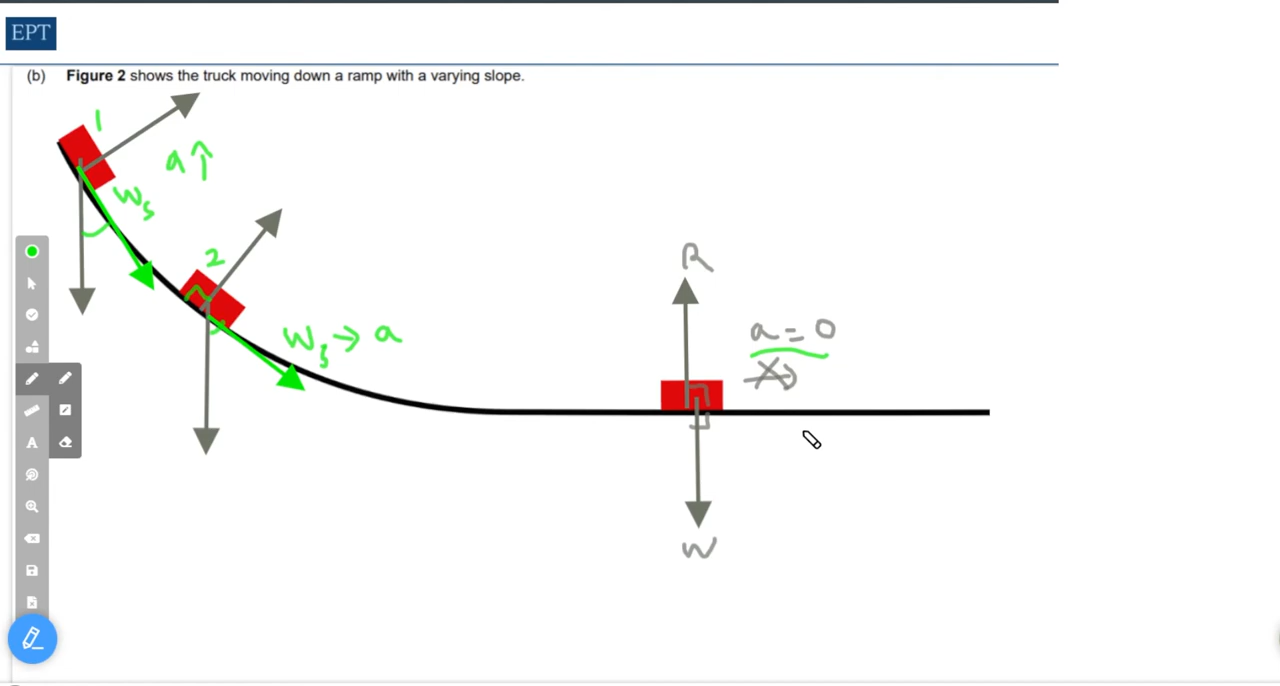 EPT
(b) Figure 2 shows the truck moving down a ramp with a varying slope.
1
a↑
Ws
2
Ws → a
R
a = 0
W
A